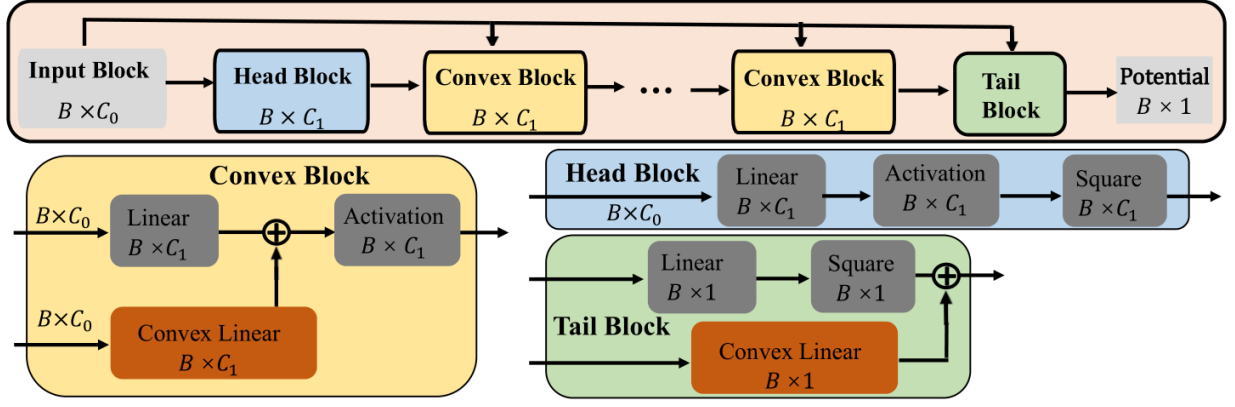 Input Block
B ×C₀
Head Block
B × C₁
Convex Block
B × C₁
...
Convex Block
B × C₁
Tail
Block
Potential
B × 1
Convex Block
B×C₀
Linear
B ×C₁
Activation
B × C₁
B×C₀
Convex Linear
B ×C₁
Head Block
B×C₀
Linear
B ×C₁
Activation
B × C₁
Square
B ×C₁
Linear
B ×1
Square
B ×1
Tail Block
Convex Linear
B ×1